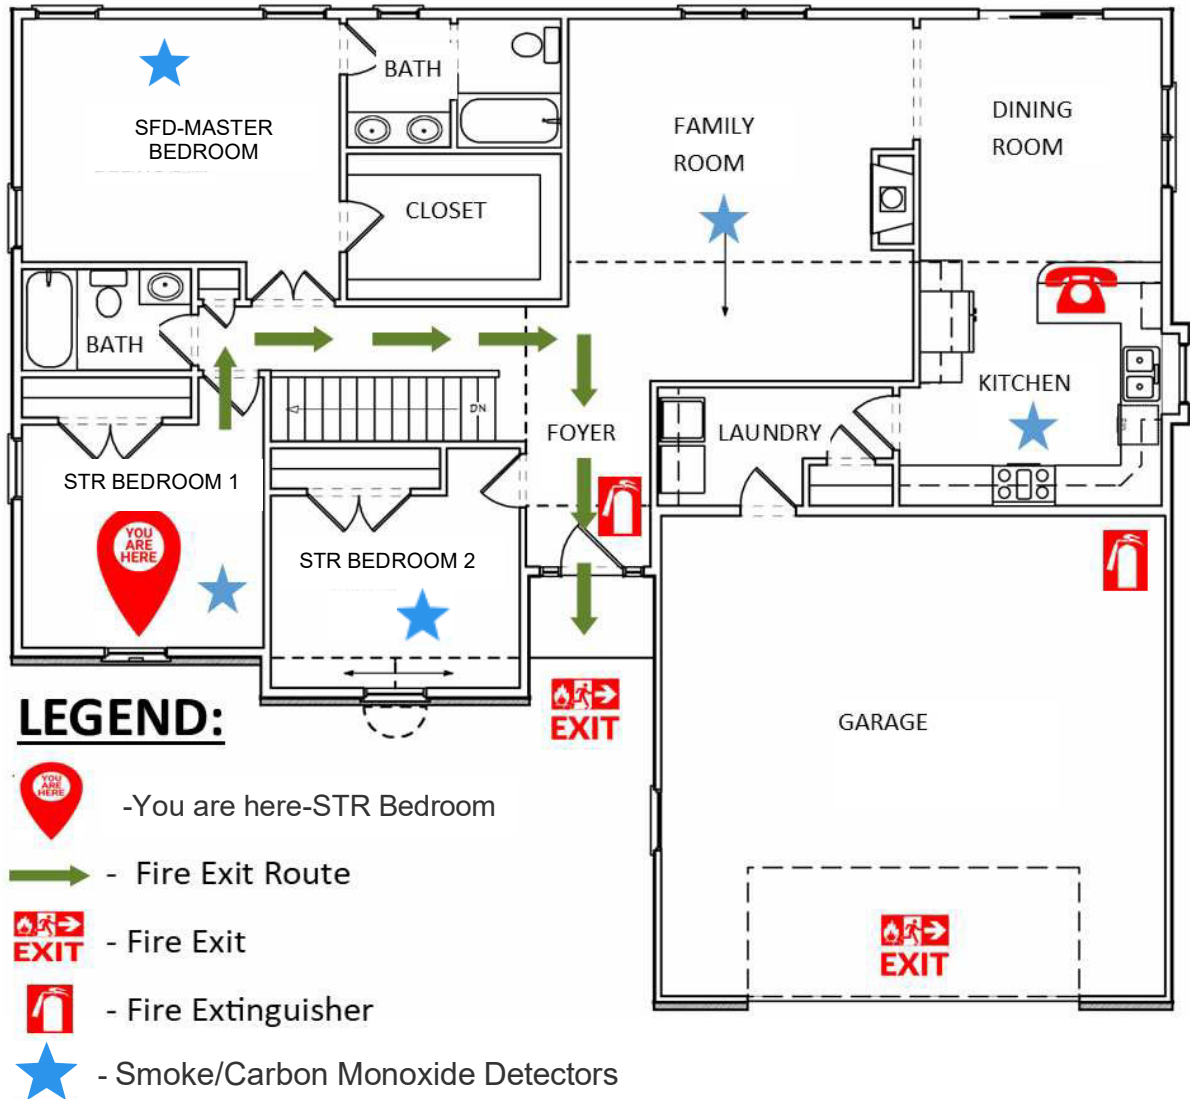 SFD-MASTER
BEDROOM
BATH
CLOSET
FAMILY
ROOM
DINING
ROOM
BATH
DN
FOYER
LAUNDRY
KITCHEN
STR BEDROOM 1
YOU
ARE
HERE
STR BEDROOM 2
EXIT
GARAGE
EXIT
LEGEND:
YOU
ARE
HERE
-You are here-STR Bedroom
- Fire Exit Route
EXIT
- Fire Exit
- Fire Extinguisher
- Smoke/Carbon Monoxide Detectors